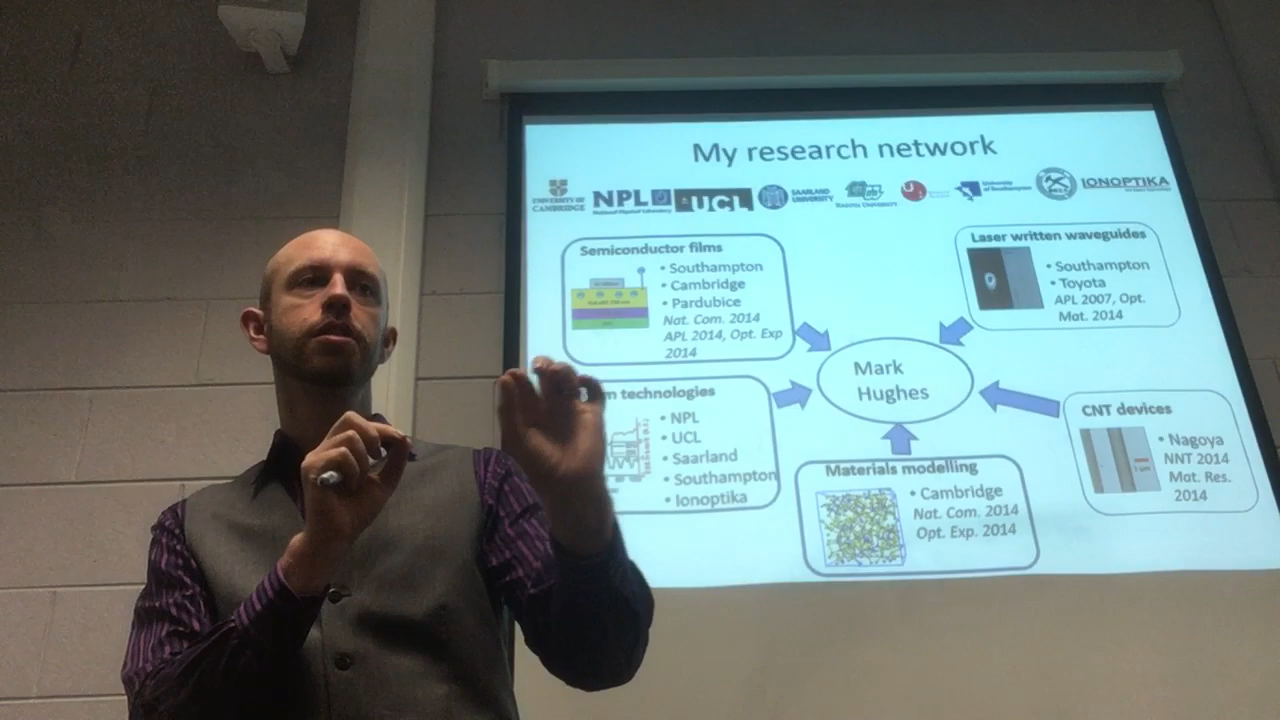 My research network
UNIVERSITY OF
CAMBRIDGE
NPL
National Physical Laboratory
UCL
SAARLAND
UNIVERSITY
NAGOYA UNIVERSITY
University
of Southampton
IONOPTIKA
Semiconductor films
• Southampton
• Cambridge
• Pardubice
Nat. Com. 2014
APL 2014, Opt. Exp
2014
Laser written waveguides
• Southampton
• Toyota
APL 2007, Opt.
Mat. 2014
Mark
Hughes
technologies
• NPL
• UCL
• Saarland
• Southampton
• Ionoptika
Materials modelling
• Cambridge
Nat. Com. 2014
Opt. Exp. 2014
CNT devices
• Nagoya
NNT 2014
Mat. Res.
2014